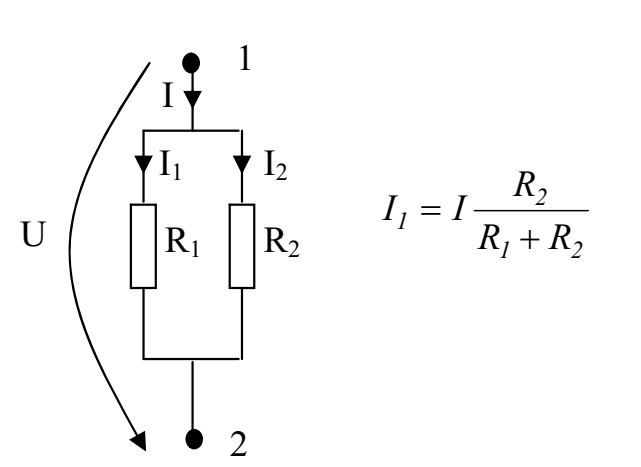 1
I
I₁ I₂
U R₁ R₂
I₁ = I R₂ / (R₁ + R₂)
2